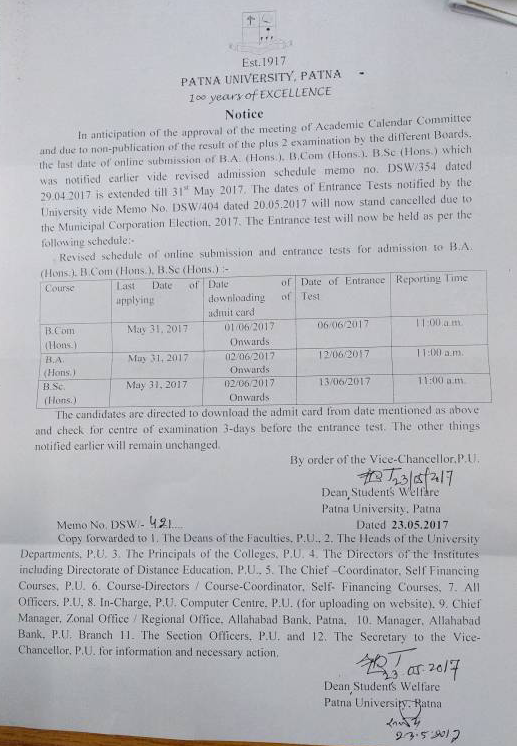 Est.1917
PATNA UNIVERSITY, PATNA -
100 years of EXCELLENCE
Notice
In anticipation of the approval of the meeting of Academic Calendar Committee
and due to non-publication of the result of the plus 2 examination by the different Boards,
the last date of online submission of B.A. (Hons.), B.Com (Hons.), B.Sc (Hons.) which
was notified earlier vide revised admission schedule memo no. DSW/354 dated
29.04.2017 is extended till 31st May 2017. The dates of Entrance Tests notified by the
University vide Memo No. DSW/404 dated 20.05.2017 will now stand cancelled due to
the Municipal Corporation Election, 2017. The Entrance test will now be held as per the
following schedule:-
Revised schedule of online submission and entrance tests for admission to B.A.
(Hons.), B.Com (Hons.), B.Sc (Hons.) :-
Course Last Date of applying Date of downloading of admit card Date of Entrance Test Reporting Time
B.Com (Hons.) May 31, 2017 01/06/2017 Onwards 06/06/2017 11:00 a.m.
B.A. (Hons.) May 31, 2017 02/06/2017 Onwards 12/06/2017 11:00 a.m.
B.Sc. (Hons.) May 31, 2017 02/06/2017 Onwards 13/06/2017 11:00 a.m.
The candidates are directed to download the admit card from date mentioned as above
and check for centre of examination 3-days before the entrance test. The other things
notified earlier will remain unchanged.
By order of the Vice-Chancellor,P.U.
23/05/2017
Dean Students Welfare
Patna University, Patna
Memo No. DSW:- 421.... Dated 23.05.2017
Copy forwarded to 1. The Deans of the Faculties, P.U., 2. The Heads of the University
Departments, P.U. 3. The Principals of the Colleges, P.U. 4. The Directors of the Institutes
including Directorate of Distance Education, P.U., 5. The Chief –Coordinator, Self Financing
Courses, P.U. 6. Course-Directors / Course-Coordinator, Self- Financing Courses, 7. All
Officers, P.U, 8. In-Charge, P.U. Computer Centre, P.U. (for uploading on website), 9. Chief
Manager, Zonal Office / Regional Office, Allahabad Bank, Patna, 10. Manager, Allahabad
Bank, P.U. Branch 11. The Section Officers, P.U. and 12. The Secretary to the Vice-
Chancellor, P.U. for information and necessary action.
23.05.2017
Dean Students Welfare
Patna University, Patna
23.5.2017